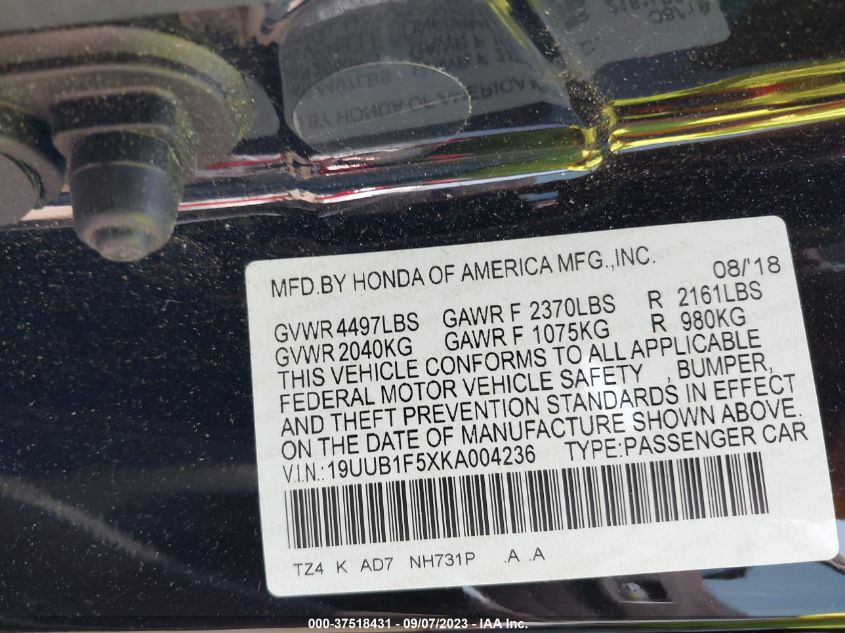 MFD.BY HONDA OF AMERICA MFG.,INC. 08/'18
GVWR 4497LBS GAWR F 2370LBS R 2161LBS
GVWR 2040KG GAWR F 1075KG R 980KG
THIS VEHICLE CONFORMS TO ALL APPLICABLE
FEDERAL MOTOR VEHICLE SAFETY , BUMPER,
AND THEFT PREVENTION STANDARDS IN EFFECT
ON THE DATE OF MANUFACTURE SHOWN ABOVE.
V.I.N.:19UUB1F5XKA004236 TYPE:PASSENGER CAR
TZ4 K AD7 NH731P .A .A
000-37518431 - 09/07/2023 - IAA Inc.